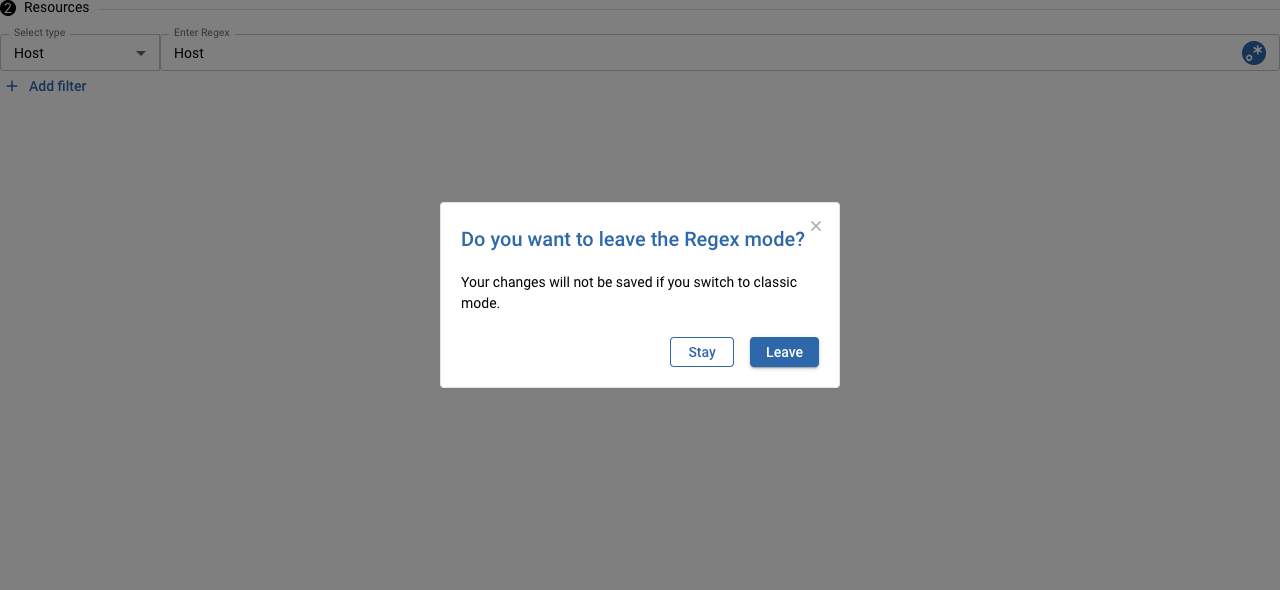 2 Resources
Select type
Enter Regex
Host
Host
Add filter
Do you want to leave the Regex mode?
Your changes will not be saved if you switch to classic
mode.
Stay
Leave